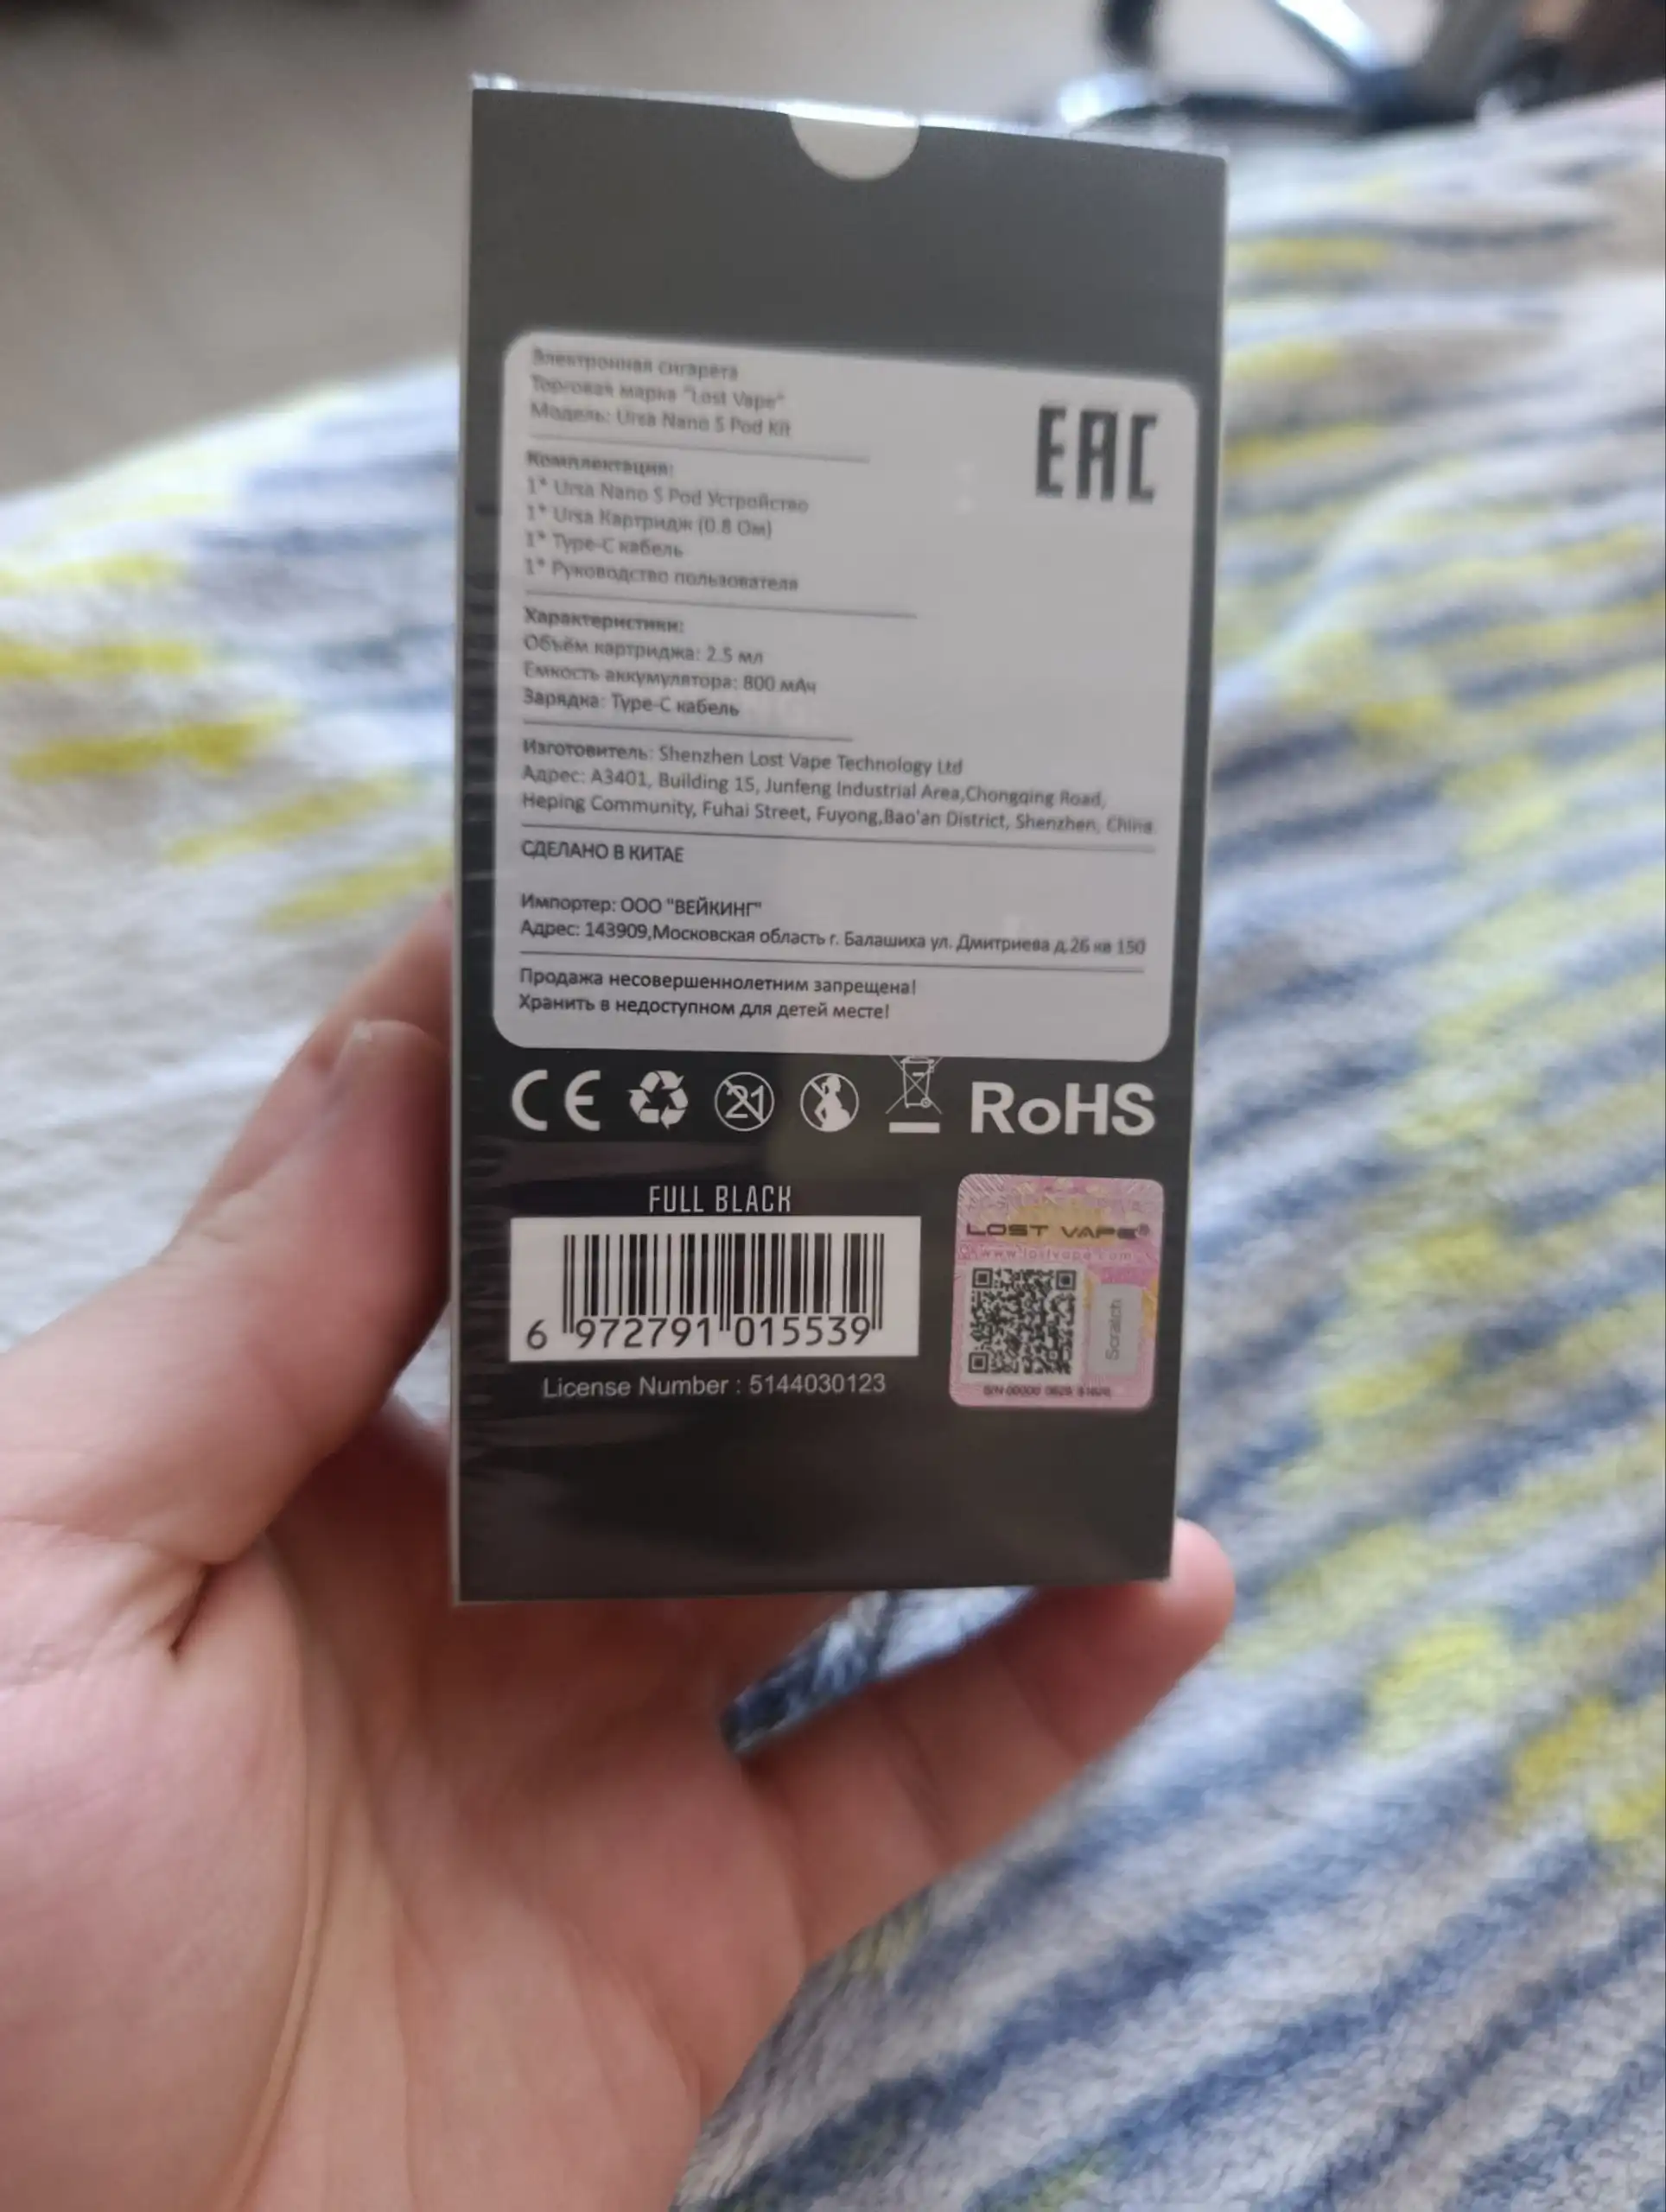 Электронная сигарета
Торговая марка "Lost Vape"
Модель: Ursa Nano S Pod Kit
EAC
Комплектация:
1* Ursa Nano S Pod Устройство
1* Ursa Картридж (0.8 Ом)
1* Type-C кабель
1* Руководство пользователя
Характеристики:
Объём картриджа: 2.5 мл
Емкость аккумулятора: 800 мАч
Зарядка: Type-C кабель
Изготовитель: Shenzhen Lost Vape Technology Ltd
Адрес: A3401, Building 15, Junfeng Industrial Area,Chongqing Road,
Heping Community, Fuhai Street, Fuyong,Bao'an District, Shenzhen, China
СДЕЛАНО В КИТАЕ
Импортер: ООО "ВЕЙКИНГ"
Адрес: 143909,Московская область г. Балашиха ул. Дмитриева д.26 кв 150
Продажа несовершеннолетним запрещена!
Хранить в недоступном для детей месте!
CE 21 RoHS
FULL BLACK
6 972791 015539
License Number : 5144030123
LOST VAPE®
www.lostvape.com
Scratch